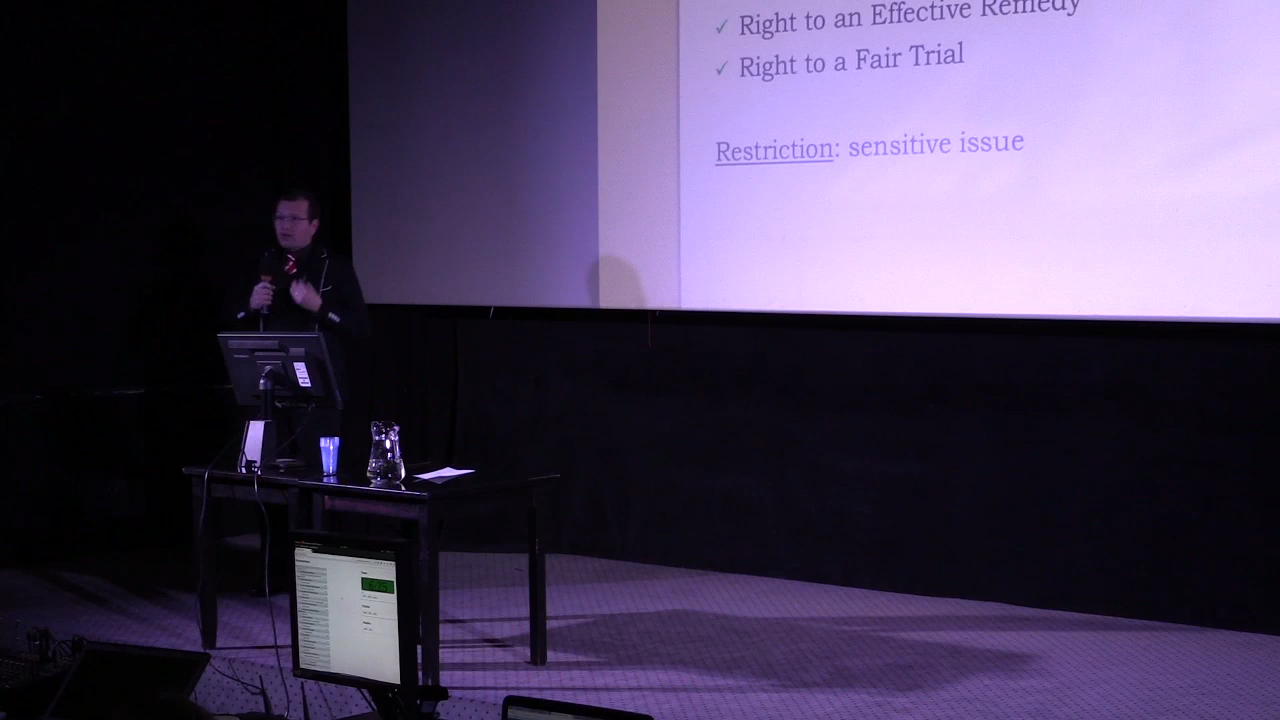 ✓ Right to an Effective Remedy
✓ Right to a Fair Trial
Restriction: sensitive issue